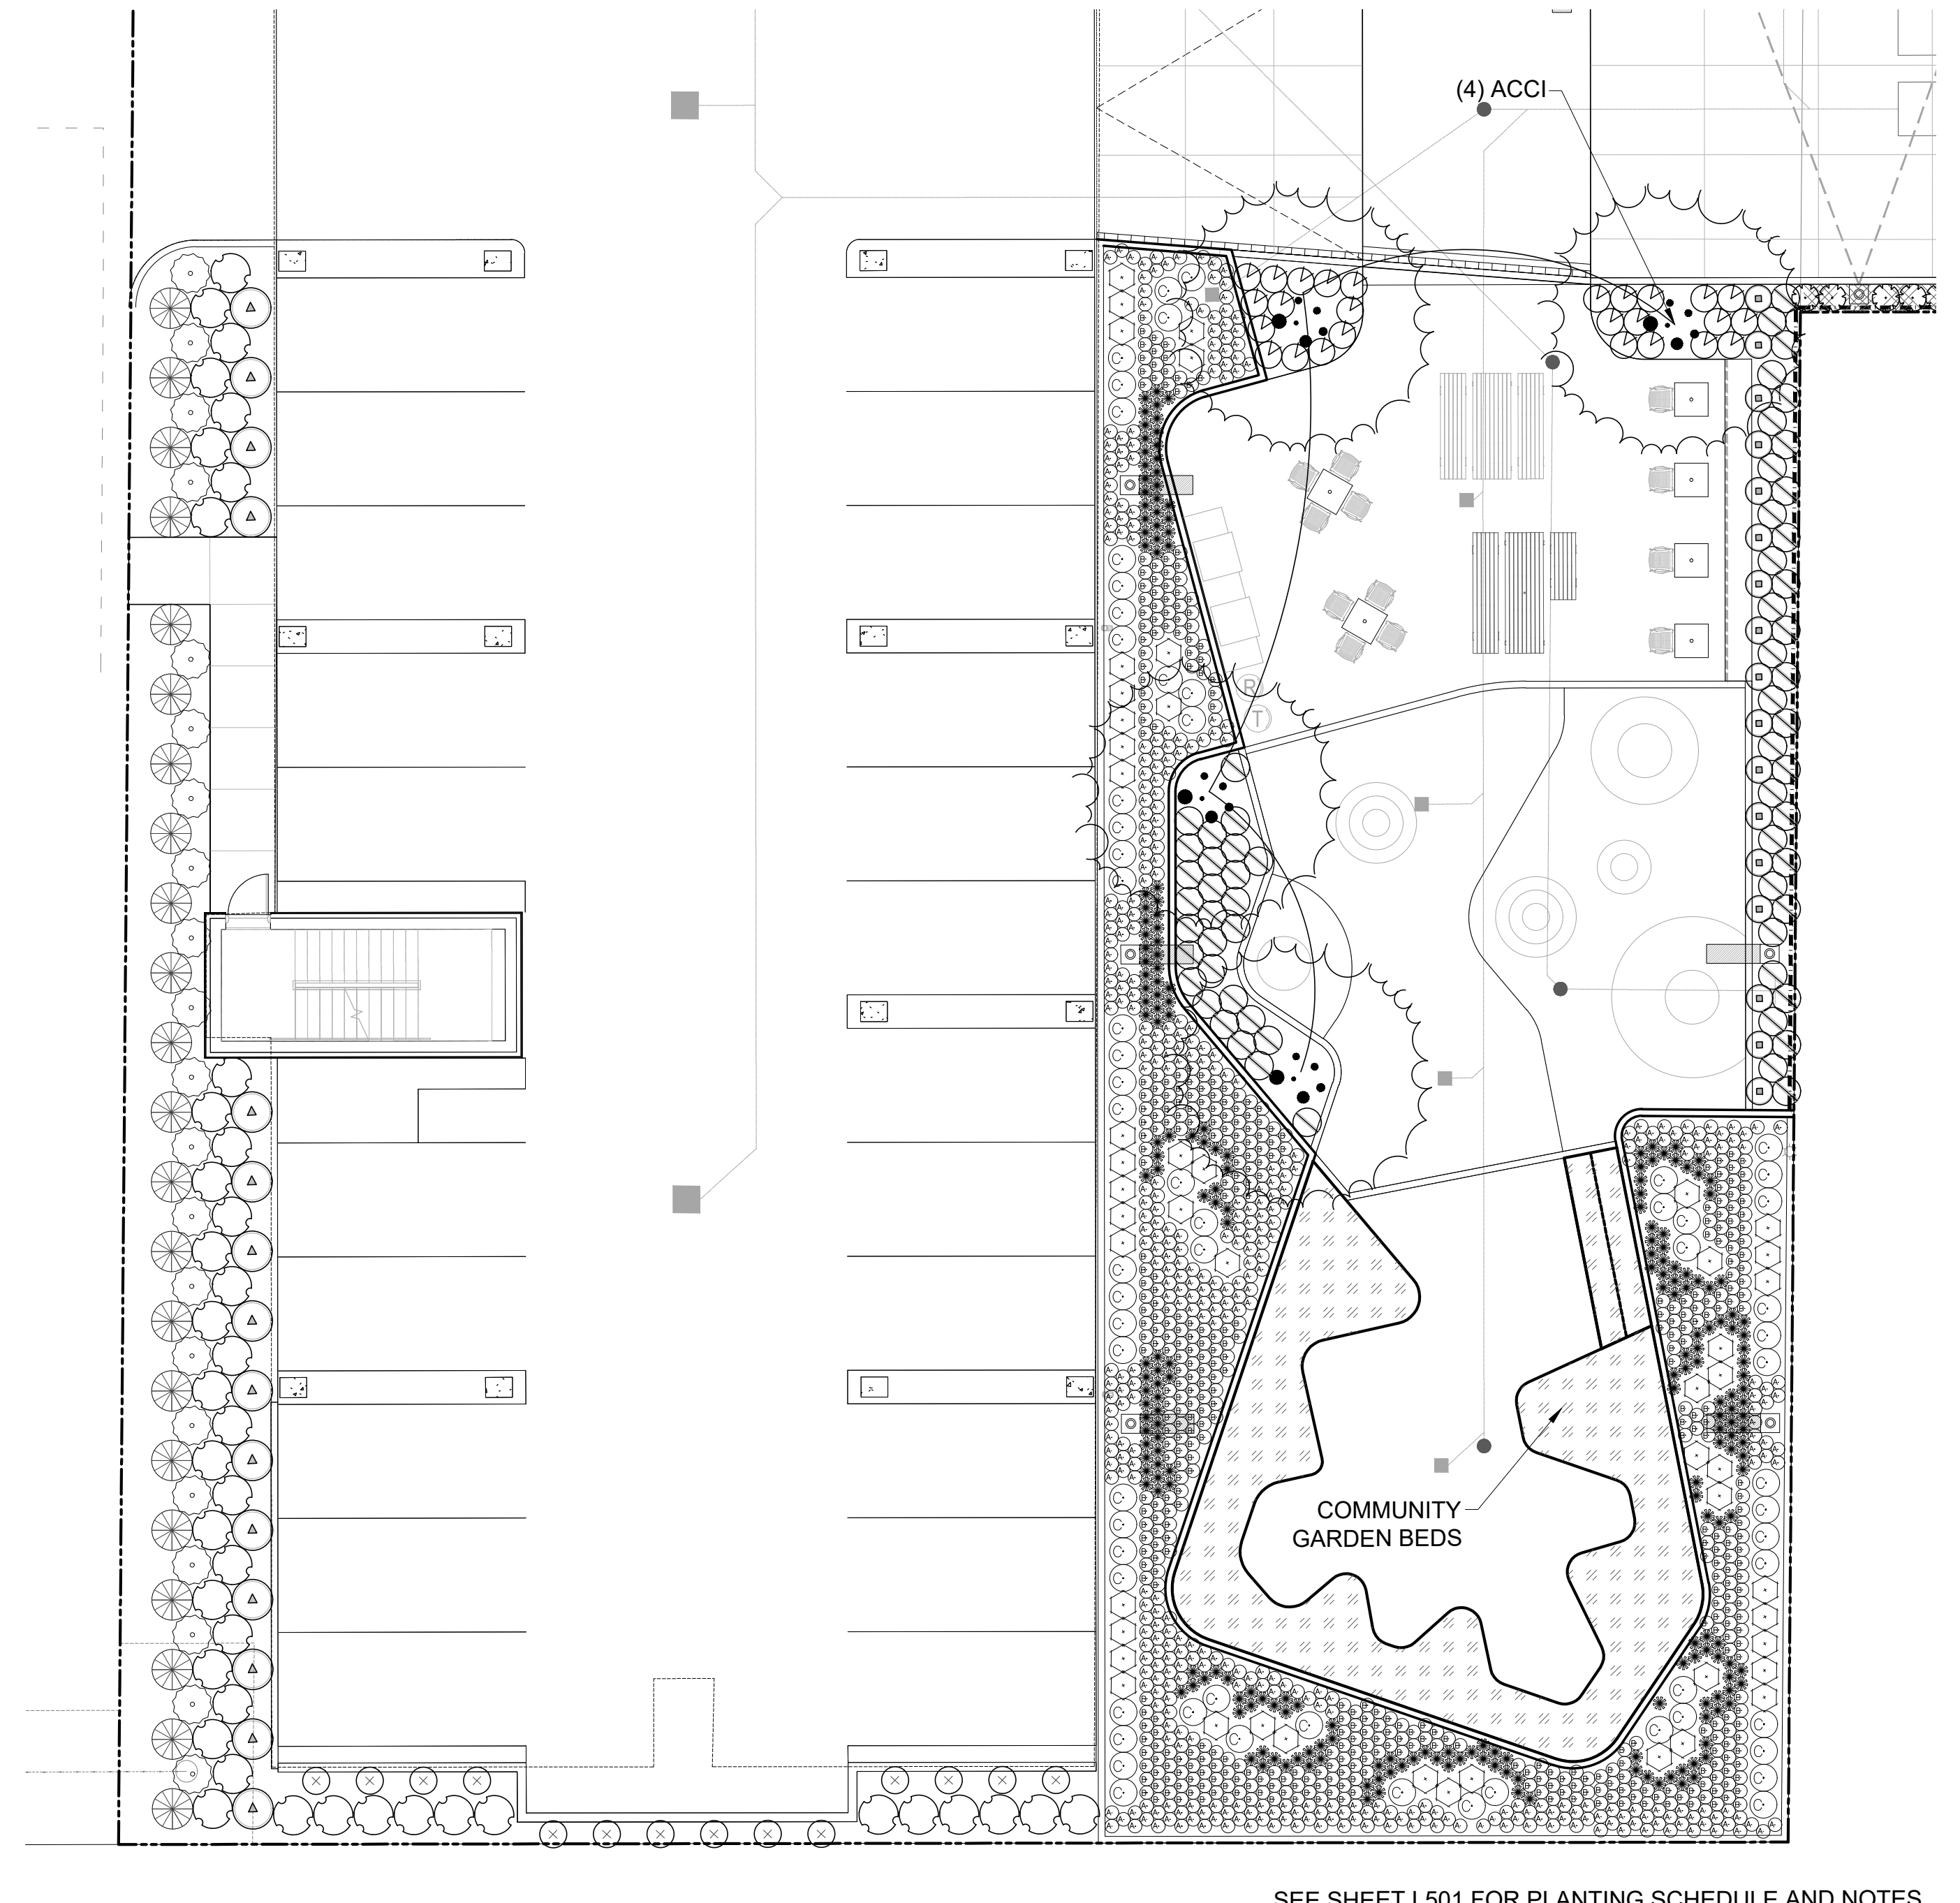 (4) ACCI
R
T
COMMUNITY
GARDEN BEDS
SEE SHEET L501 FOR PLANTING SCHEDULE AND NOTES